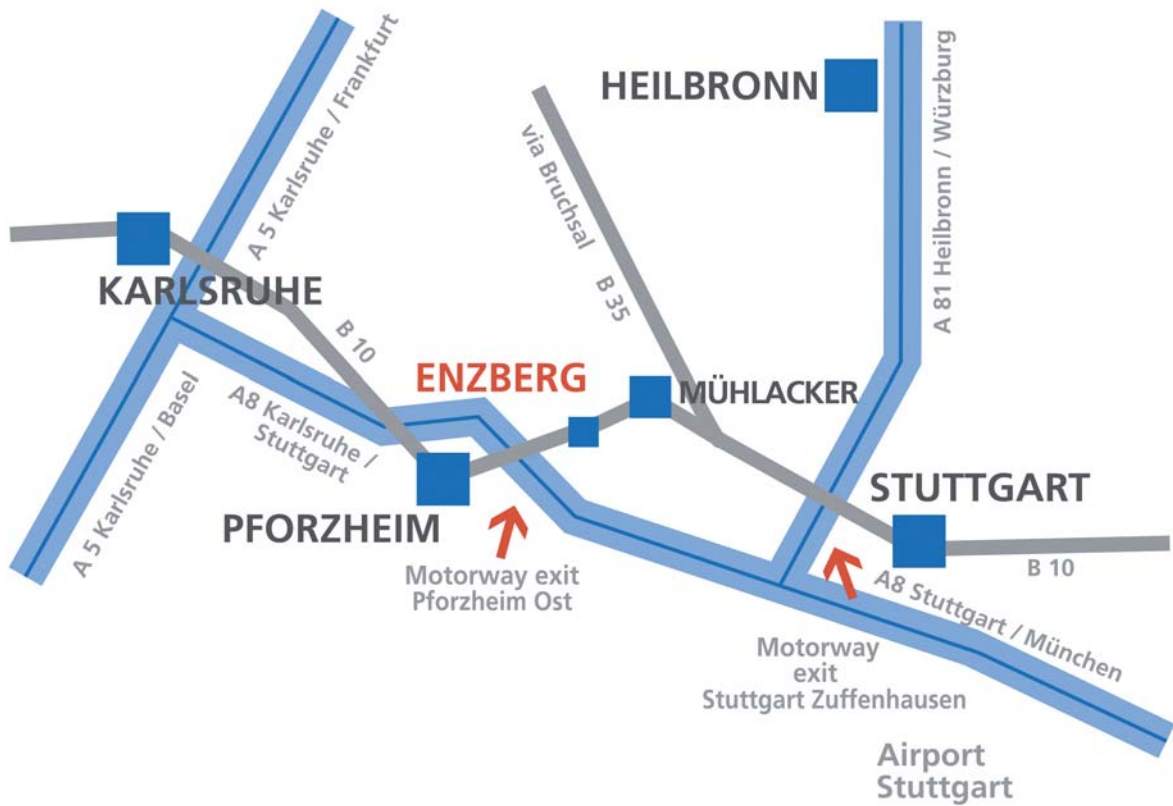 HEILBRONN
A 5 Karlsruhe / Frankfurt
via Bruchsal
B 35
A 81 Heilbronn / Würzburg
KARLSRUHE
B 10
ENZBERG
MÜHLACKER
A 5 Karlsruhe / Basel
A8 Karlsruhe /
Stuttgart
STUTTGART
PFORZHEIM
Motorway exit
Pforzheim Ost
B 10
A8 Stuttgart / München
Motorway
exit
Stuttgart Zuffenhausen
Airport
Stuttgart